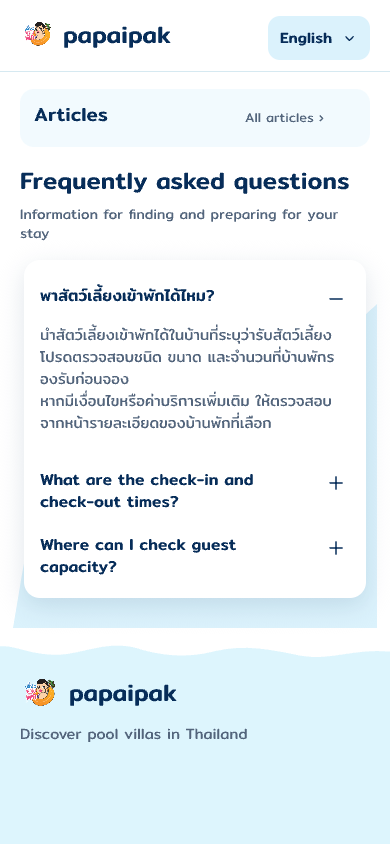 papaipak
English
Articles
All articles ›
Frequently asked questions
Information for finding and preparing for your
stay
พาสัตว์เลี้ยงเข้าพักได้ไหม?
นำสัตว์เลี้ยงเข้าพักได้ในบ้านที่ระบุว่ารับสัตว์เลี้ยง
โปรดตรวจสอบชนิด ขนาด และจำนวนที่บ้านพักร
องรับก่อนจอง
หากมีเงื่อนไขหรือค่าบริการเพิ่มเติม ให้ตรวจสอบ
จากหน้ารายละเอียดของบ้านพักที่เลือก
What are the check-in and
check-out times?
Where can I check guest
capacity?
papaipak
Discover pool villas in Thailand